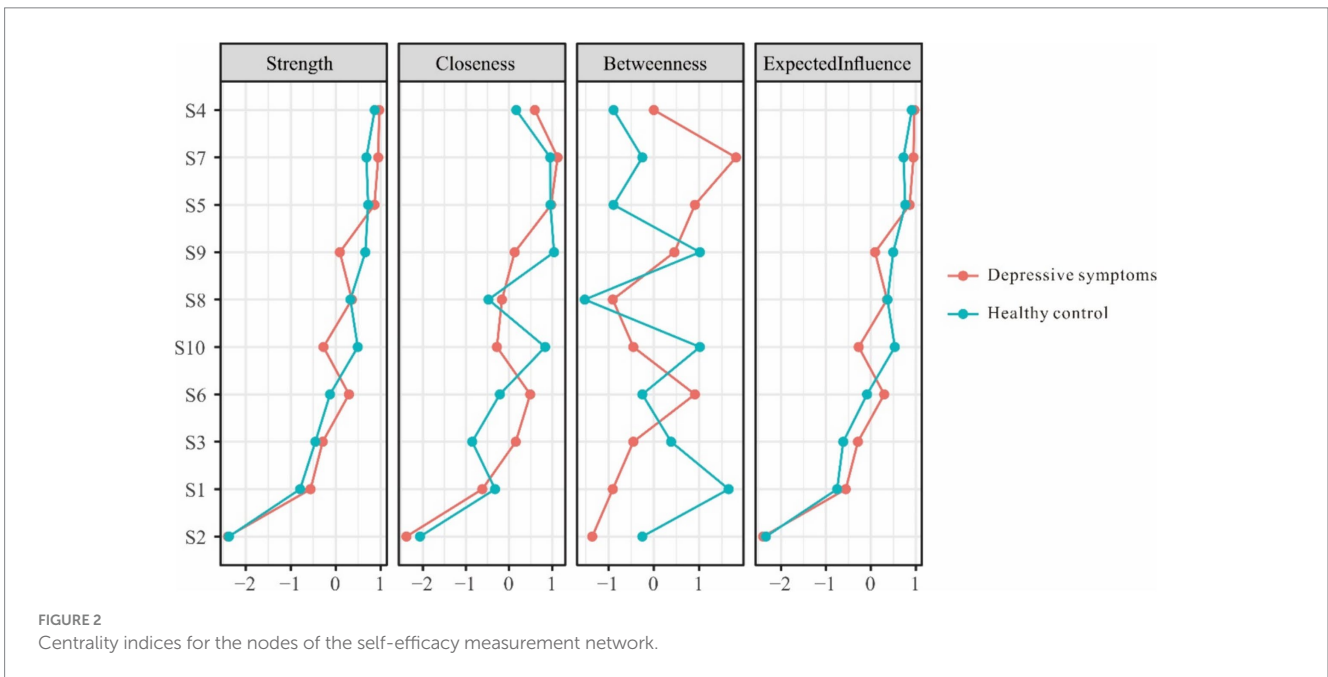 Strength Closeness Betweenness ExpectedInfluence
S4
S7
S5
S9
S8
S10
S6
S3
S1
S2
Depressive symptoms
Healthy control
−2 −1 0 1 −2 −1 0 1 −1 0 1 −2 −1 0 1
FIGURE 2
Centrality indices for the nodes of the self-efficacy measurement network.